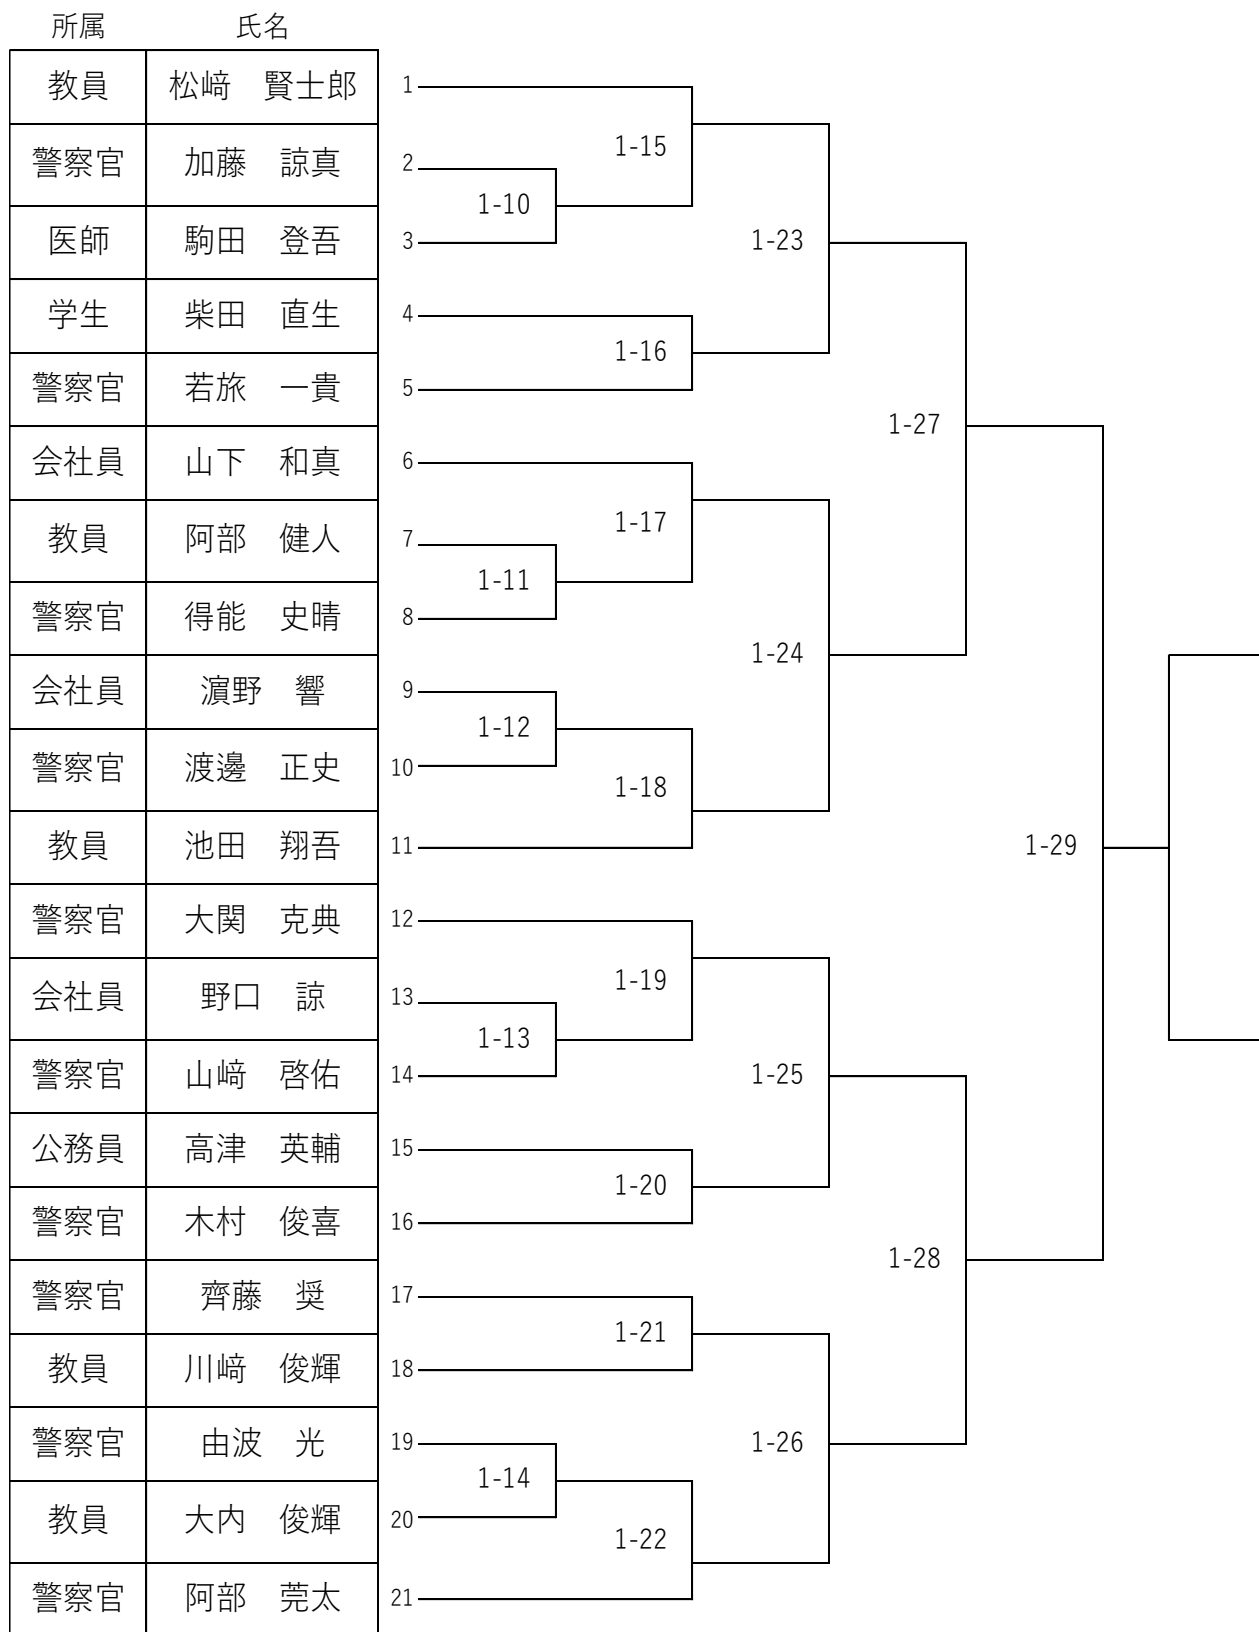 所属 氏名
教員 松﨑　賢士郎 1
1-15
警察官 加藤　諒真 2
1-10
医師 駒田　登吾 3
1-23
学生 柴田　直生 4
1-16
警察官 若旅　一貴 5
1-27
会社員 山下　和真 6
1-17
教員 阿部　健人 7
1-11
警察官 得能　史晴 8
1-24
会社員 濵野　響 9
1-12
警察官 渡邊　正史 10
1-18
教員 池田　翔吾 11
1-29
警察官 大関　克典 12
1-19
会社員 野口　諒 13
1-13
警察官 山﨑　啓佑 14
1-25
公務員 高津　英輔 15
1-20
警察官 木村　俊喜 16
1-28
警察官 齊藤　奨 17
1-21
教員 川﨑　俊輝 18
警察官 由波　光 19
1-26
1-14
教員 大内　俊輝 20
1-22
警察官 阿部　莞太 21